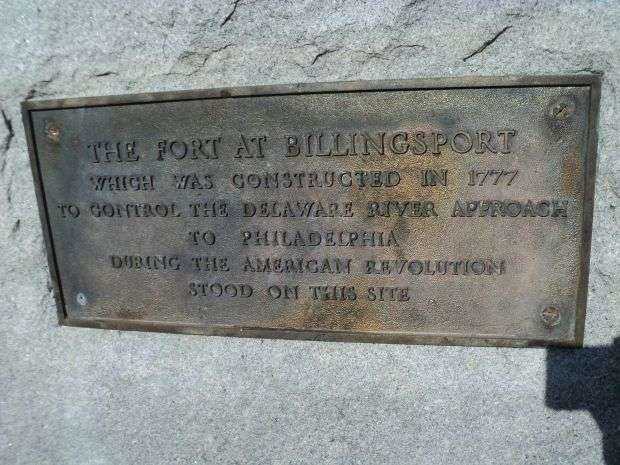 THE FORT AT BILLINGSPORT
WHICH WAS CONSTRUCTED IN 1777
TO CONTROL THE DELAWARE RIVER APPROACH
TO PHILADELPHIA
DURING THE AMERICAN REVOLUTION
STOOD ON THIS SITE